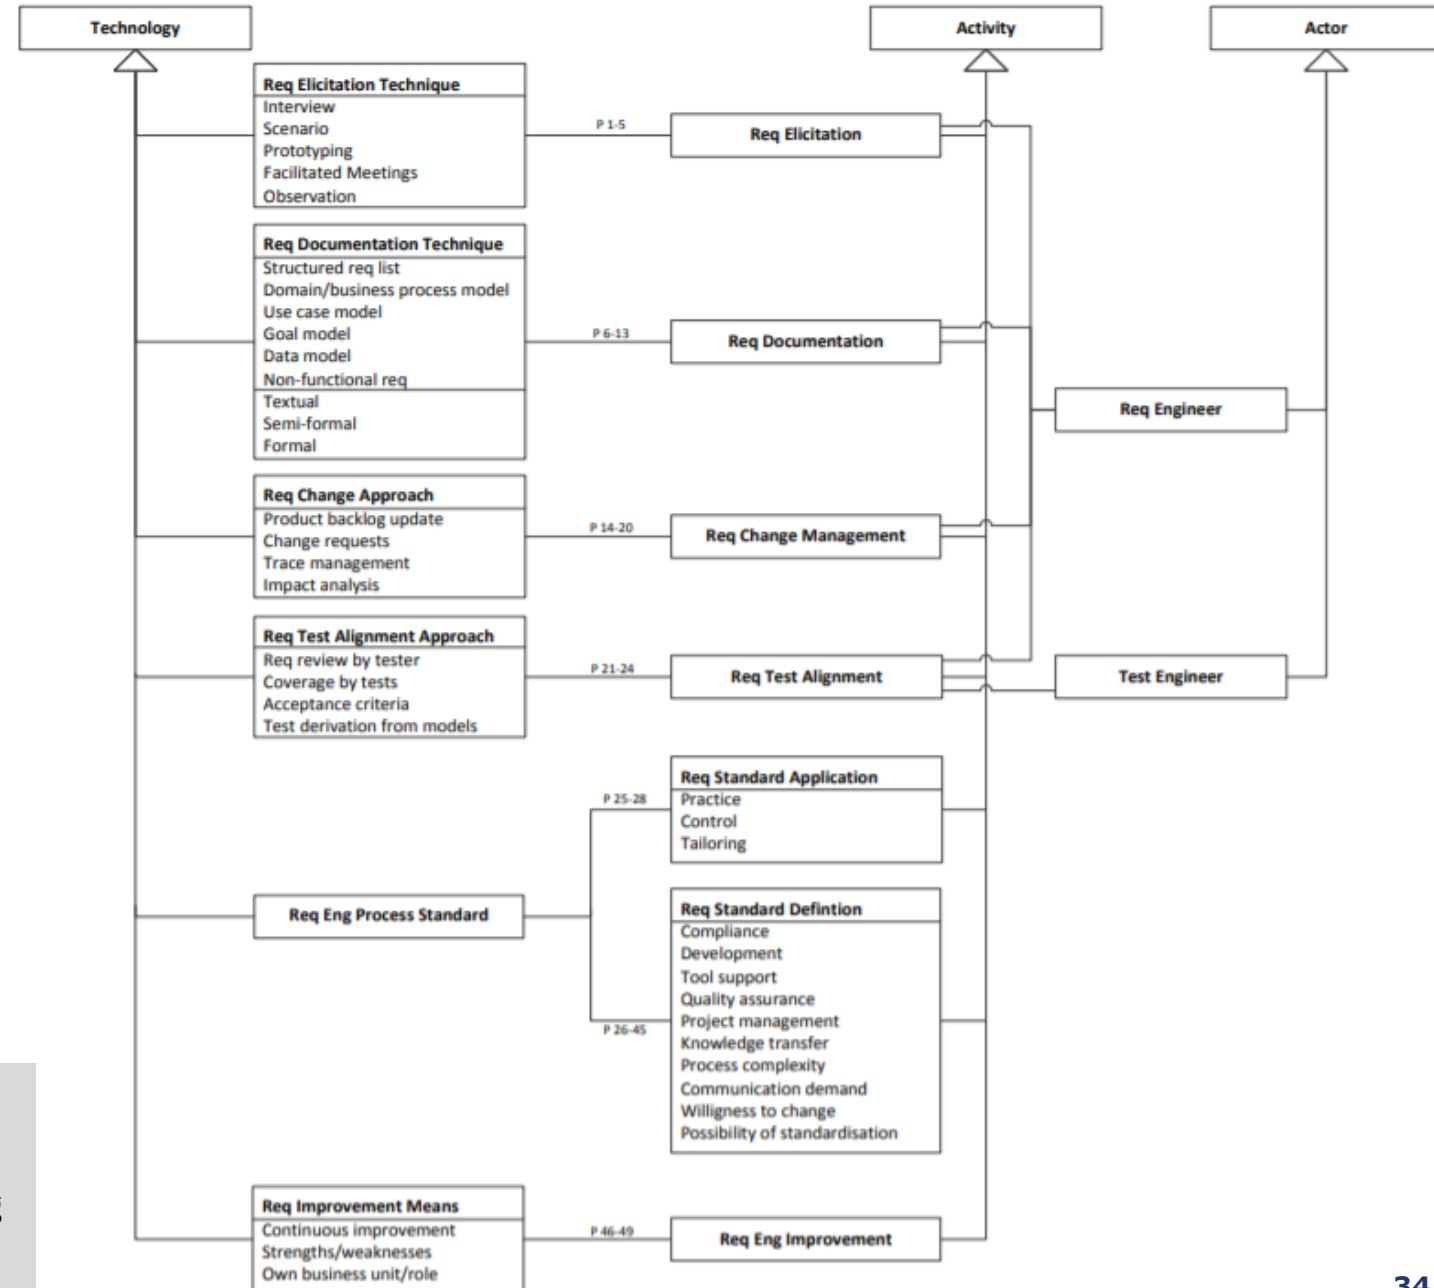 Technology
Activity
Actor
Req Elicitation Technique
Interview
Scenario
Prototyping
Facilitated Meetings
Observation
P 1-5
Req Elicitation
Req Documentation Technique
Structured req list
Domain/business process model
Use case model
Goal model
Data model
Non-functional req
Textual
Semi-formal
Formal
P 6-13
Req Documentation
Req Engineer
Req Change Approach
Product backlog update
Change requests
Trace management
Impact analysis
P 14-20
Req Change Management
Req Test Alignment Approach
Req review by tester
Coverage by tests
Acceptance criteria
Test derivation from models
P 21-24
Req Test Alignment
Test Engineer
Req Eng Process Standard
P 25-28
Req Standard Application
Practice
Control
Tailoring
P 26-45
Req Standard Defintion
Compliance
Development
Tool support
Quality assurance
Project management
Knowledge transfer
Process complexity
Communication demand
Willigness to change
Possibility of standardisation
Req Improvement Means
Continuous improvement
Strengths/weaknesses
Own business unit/role
P 46-49
Req Eng Improvement
34